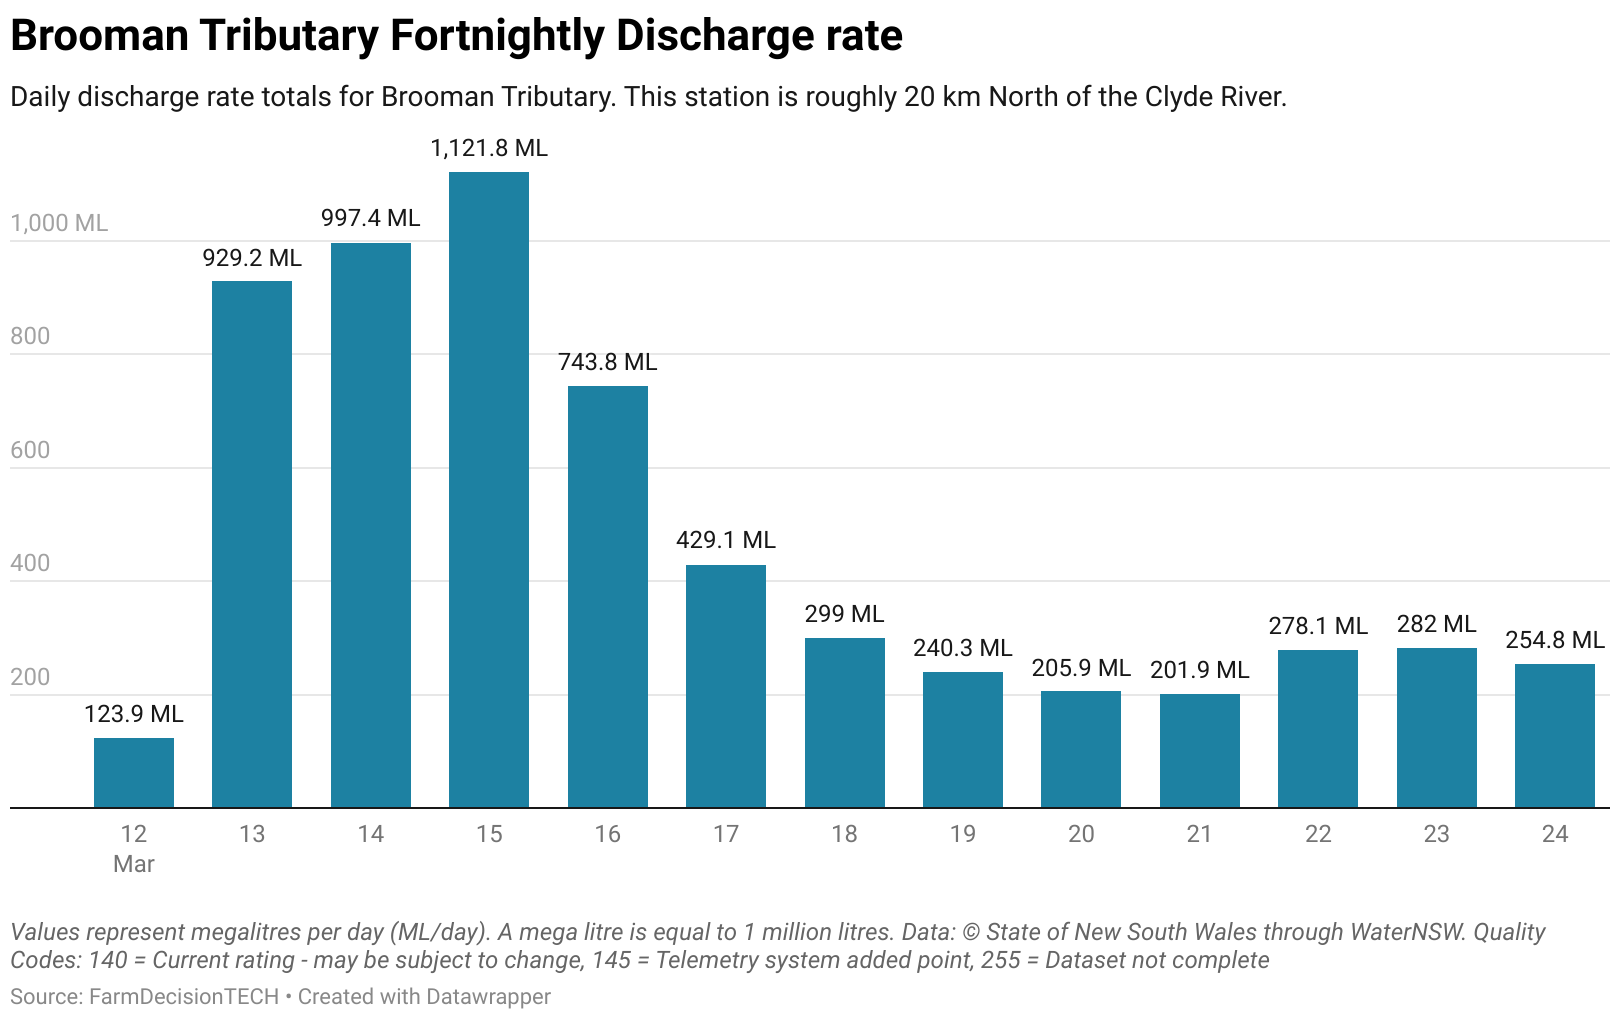 Brooman Tributary Fortnightly Discharge rate
Daily discharge rate totals for Brooman Tributary. This station is roughly 20 km North of the Clyde River.
1,000 ML
800
600
400
200
123.9 ML
929.2 ML
997.4 ML
1,121.8 ML
743.8 ML
429.1 ML
299 ML
240.3 ML
205.9 ML
201.9 ML
278.1 ML
282 ML
254.8 ML
12 13 14 15 16 17 18 19 20 21 22 23 24
Mar
Values represent megalitres per day (ML/day). A mega litre is equal to 1 million litres. Data: © State of New South Wales through WaterNSW. Quality
Codes: 140 = Current rating - may be subject to change, 145 = Telemetry system added point, 255 = Dataset not complete
Source: FarmDecisionTECH • Created with Datawrapper